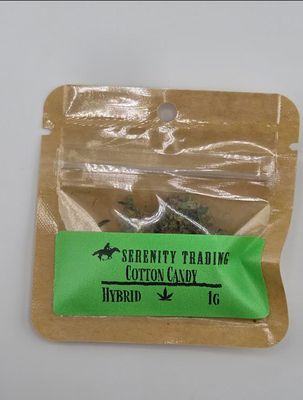 SERENITY TRADING
COTTON CANDY
HYBRID 1G